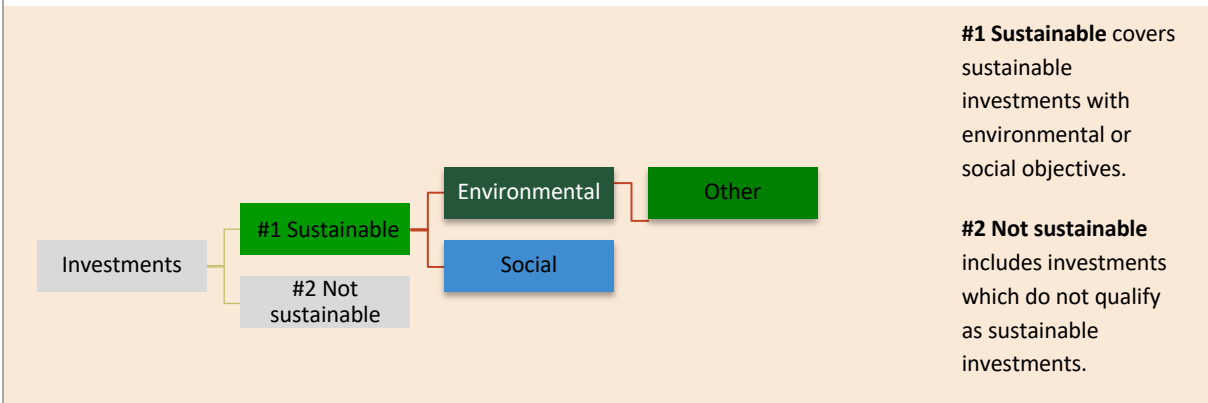 Investments
#1 Sustainable
#2 Not
sustainable
Environmental
Social
Other
#1 Sustainable covers
sustainable
investments with
environmental or
social objectives.
#2 Not sustainable
includes investments
which do not qualify
as sustainable
investments.